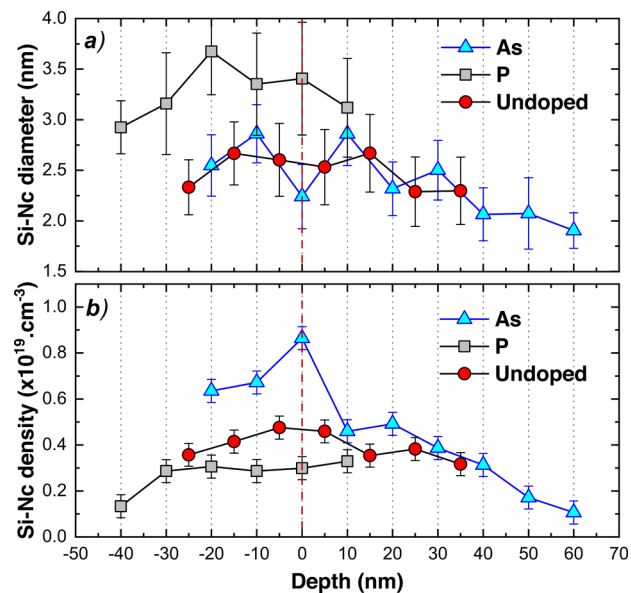 a)
4.0
3.5
3.0
2.5
2.0
1.5
Si-Nc diameter (nm)
As
P
Undoped
b)
1.0
0.8
0.6
0.4
0.2
0.0
Si-Nc density (x10¹⁹.cm⁻³)
As
P
Undoped
-50 -40 -30 -20 -10 0 10 20 30 40 50 60 70
Depth (nm)